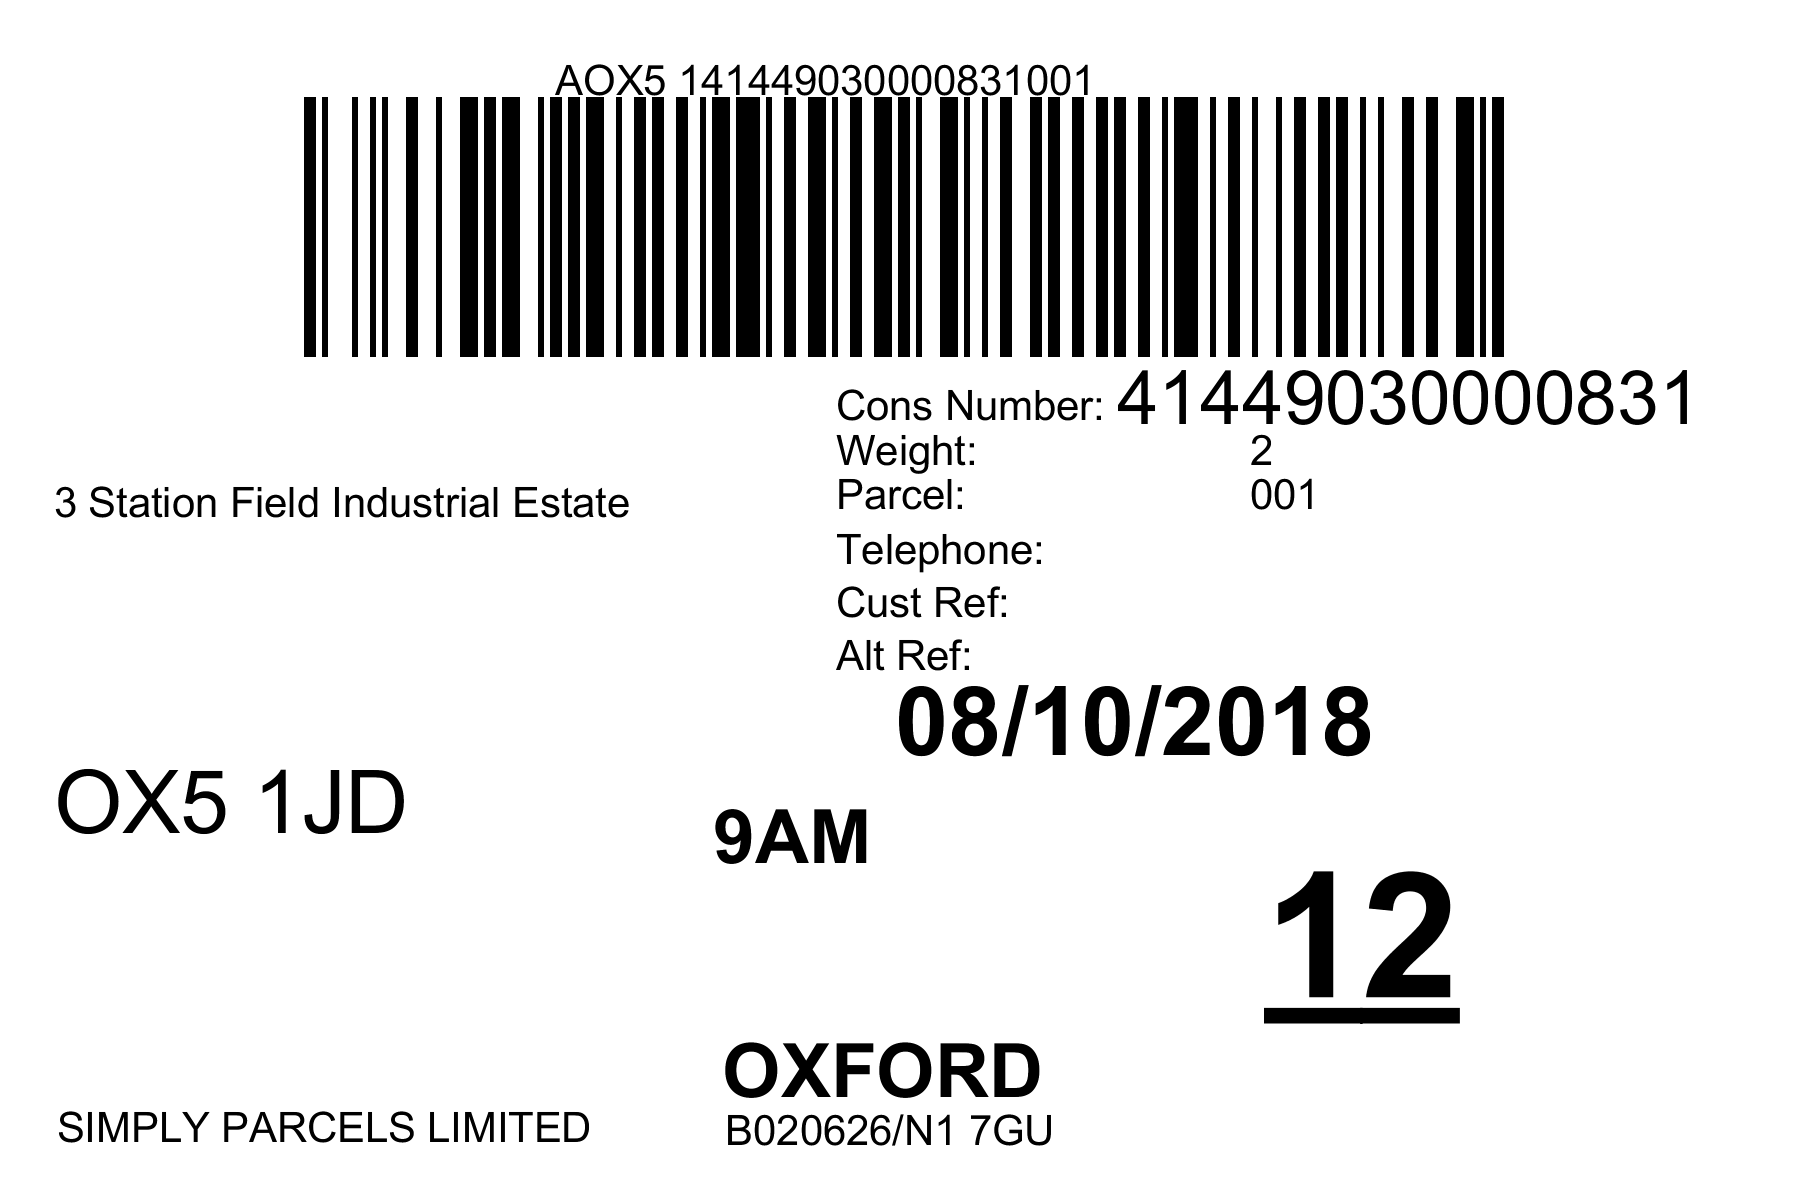 AOX5 141449030000831001
Cons Number: 41449030000831
Weight: 2
3 Station Field Industrial Estate
Parcel: 001
Telephone:
Cust Ref:
Alt Ref:
08/10/2018
OX5 1JD
9AM
12
OXFORD
SIMPLY PARCELS LIMITED
B020626/N1 7GU